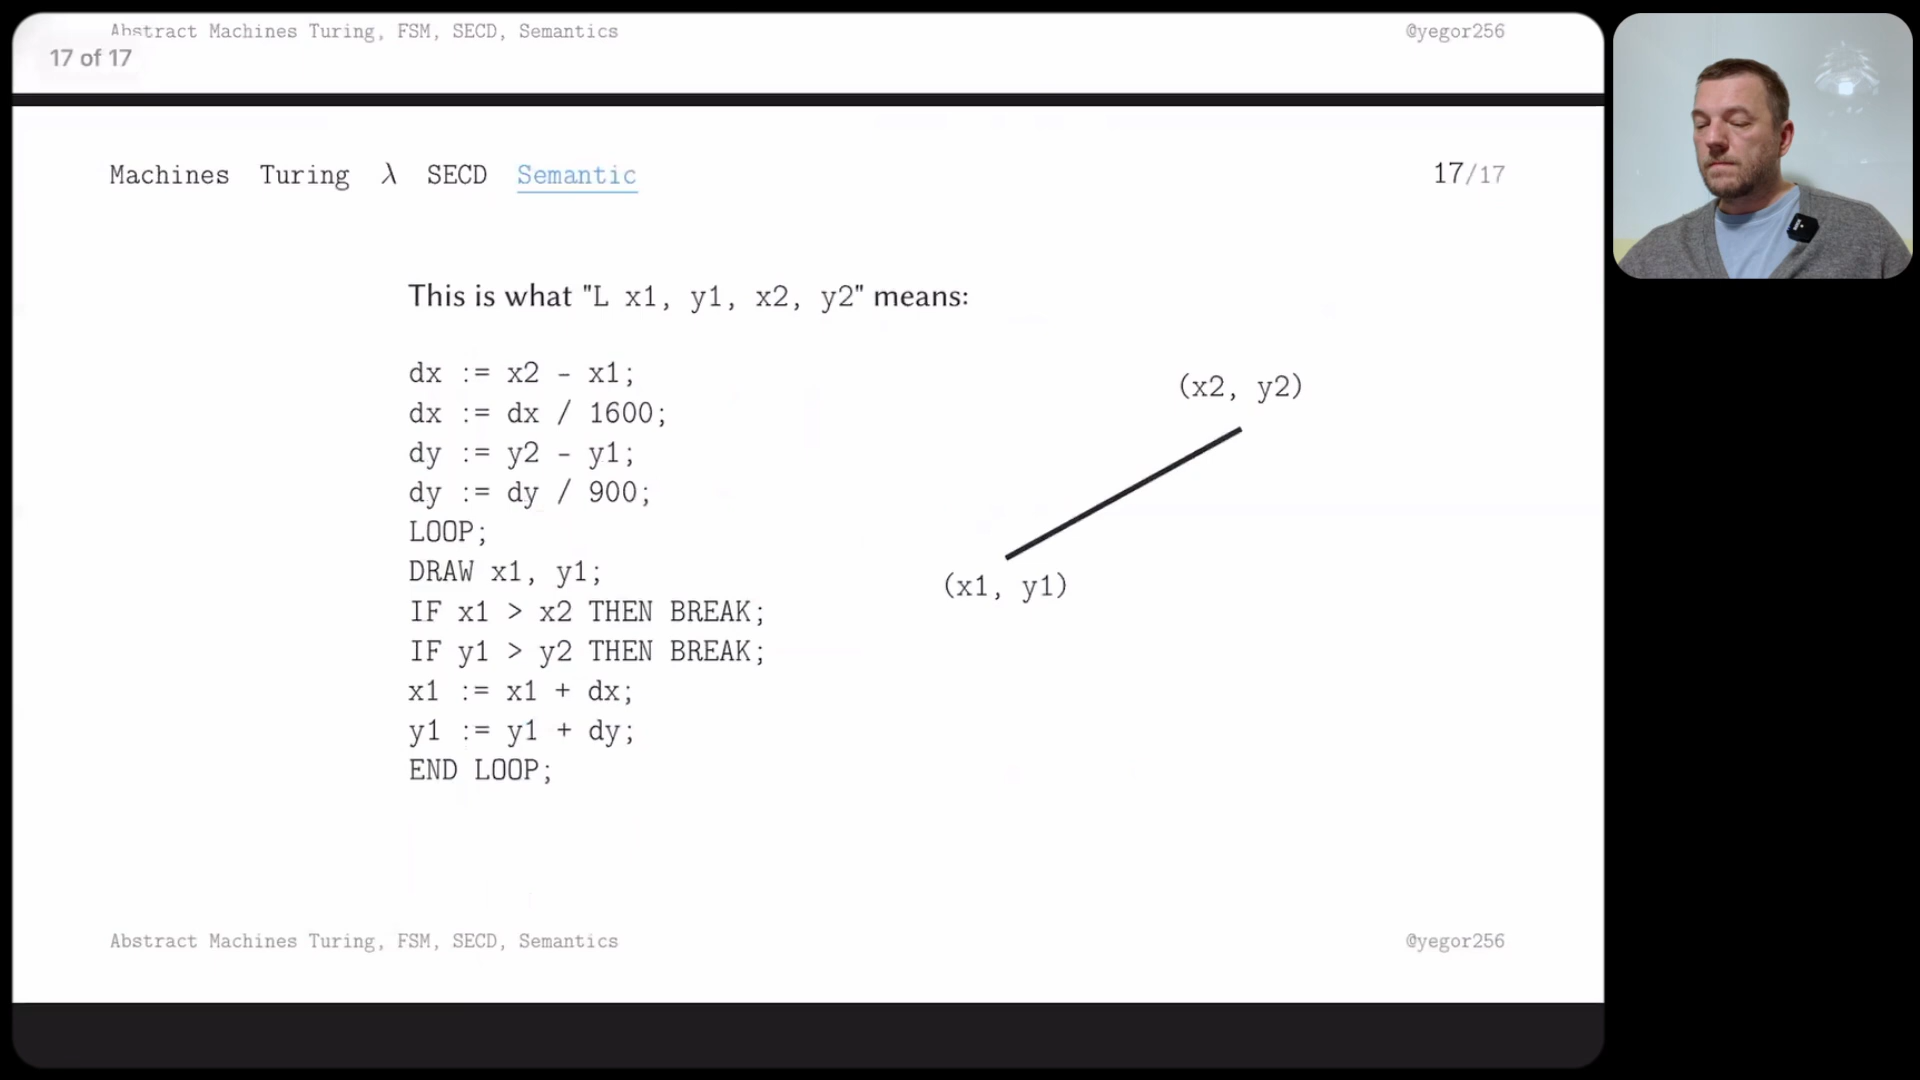 Abstract Machines Turing, FSM, SECD, Semantics @yegor256
17 of 17
Machines Turing λ SECD Semantic 17/17
This is what "L x1, y1, x2, y2" means:
dx := x2 - x1;
dx := dx / 1600;
dy := y2 - y1;
dy := dy / 900;
LOOP;
DRAW x1, y1;
IF x1 > x2 THEN BREAK;
IF y1 > y2 THEN BREAK;
x1 := x1 + dx;
y1 := y1 + dy;
END LOOP;
(x2, y2)
(x1, y1)
Abstract Machines Turing, FSM, SECD, Semantics @yegor256